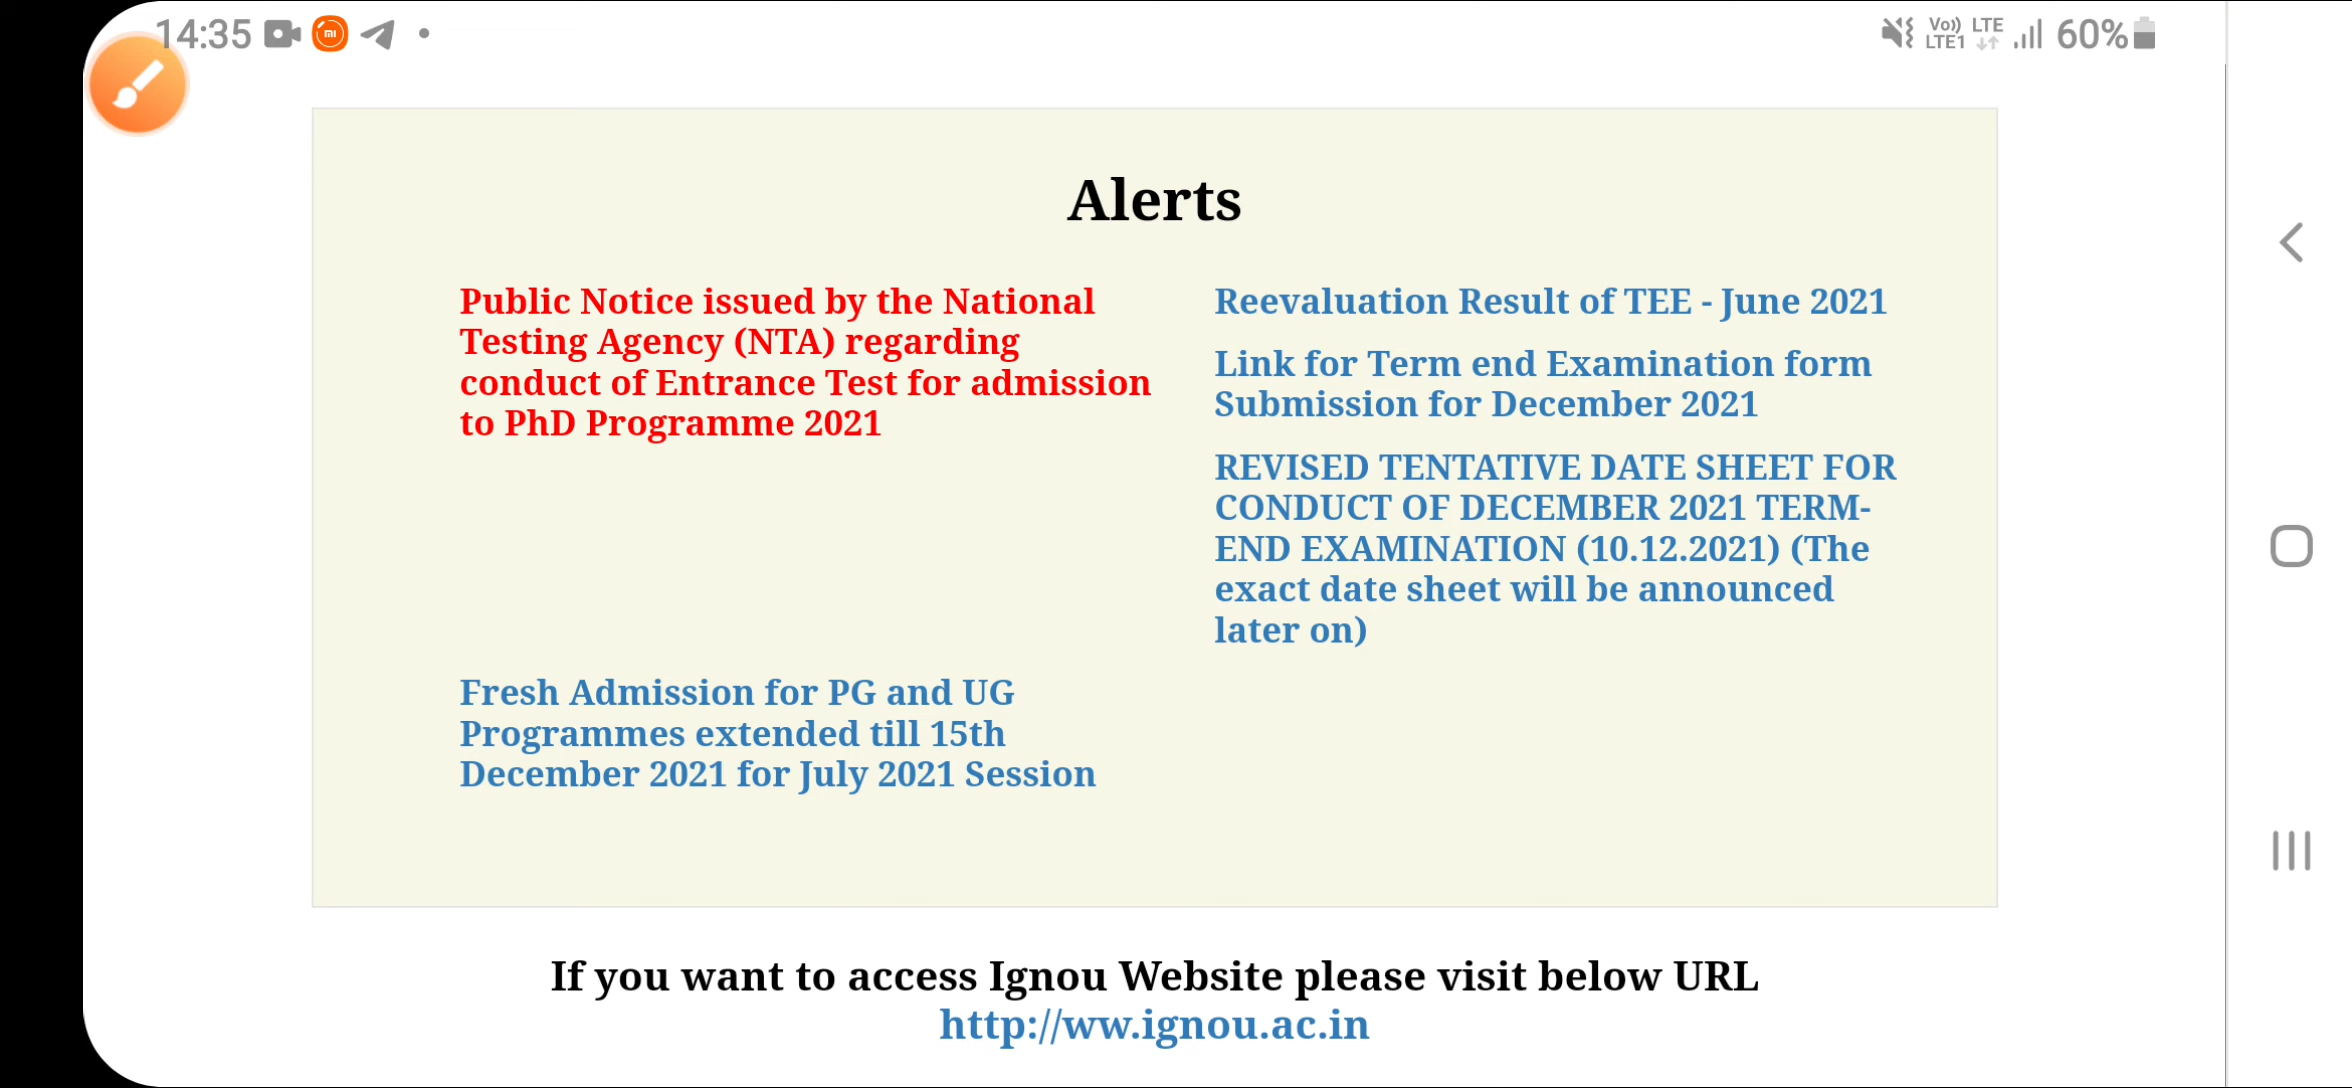 14:35
Vo)) LTE
LTE1
60%
Alerts
Public Notice issued by the National
Testing Agency (NTA) regarding
conduct of Entrance Test for admission
to PhD Programme 2021
Fresh Admission for PG and UG
Programmes extended till 15th
December 2021 for July 2021 Session
Reevaluation Result of TEE - June 2021
Link for Term end Examination form
Submission for December 2021
REVISED TENTATIVE DATE SHEET FOR
CONDUCT OF DECEMBER 2021 TERM-
END EXAMINATION (10.12.2021) (The
exact date sheet will be announced
later on)
If you want to access Ignou Website please visit below URL
http://ww.ignou.ac.in